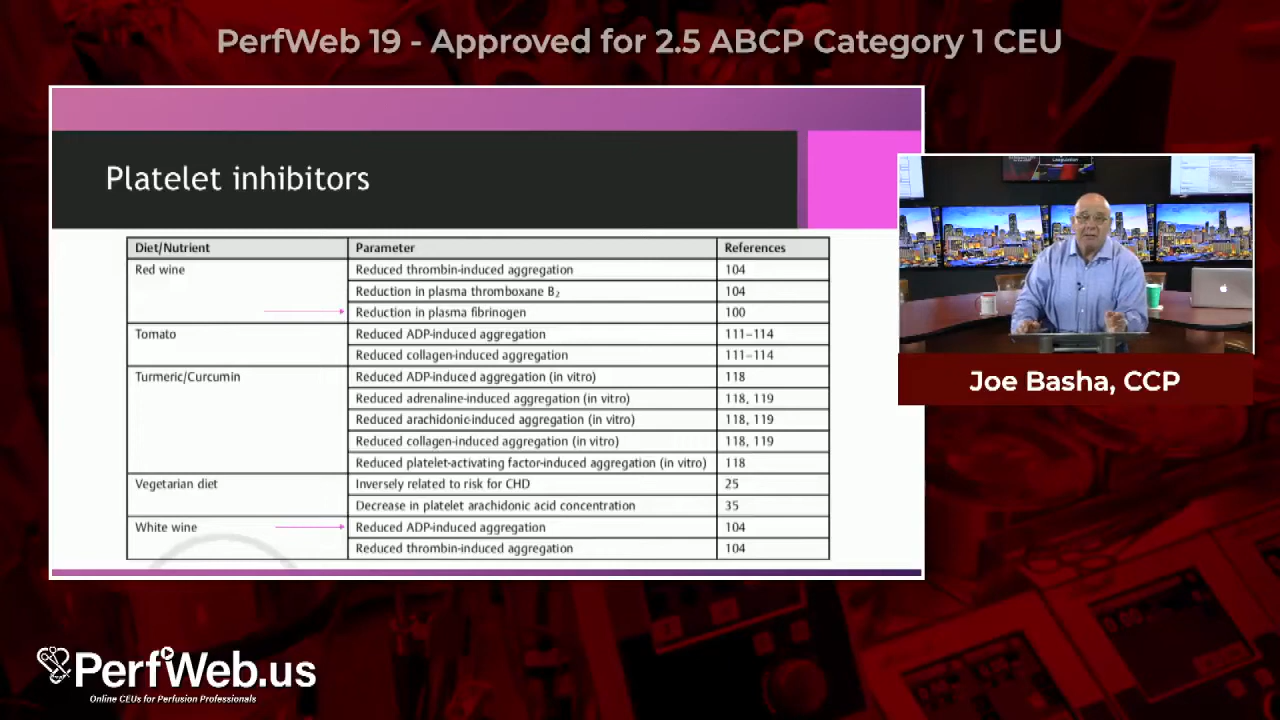 PerfWeb 19 - Approved for 2.5 ABCP Category 1 CEU
Platelet inhibitors
Diet/Nutrient Parameter References
Red wine Reduced thrombin-induced aggregation 104
Reduction in plasma thromboxane B₂ 104
Reduction in plasma fibrinogen 100
Tomato Reduced ADP-induced aggregation 111–114
Reduced collagen-induced aggregation 111–114
Turmeric/Curcumin Reduced ADP-induced aggregation (in vitro) 118
Reduced adrenaline-induced aggregation (in vitro) 118, 119
Reduced arachidonic-induced aggregation (in vitro) 118, 119
Reduced collagen-induced aggregation (in vitro) 118, 119
Reduced platelet-activating factor-induced aggregation (in vitro) 118
Vegetarian diet Inversely related to risk for CHD 25
Decrease in platelet arachidonic acid concentration 35
White wine Reduced ADP-induced aggregation 104
Reduced thrombin-induced aggregation 104
Joe Basha, CCP
PerfWeb.us
Online CEUs for Perfusion Professionals